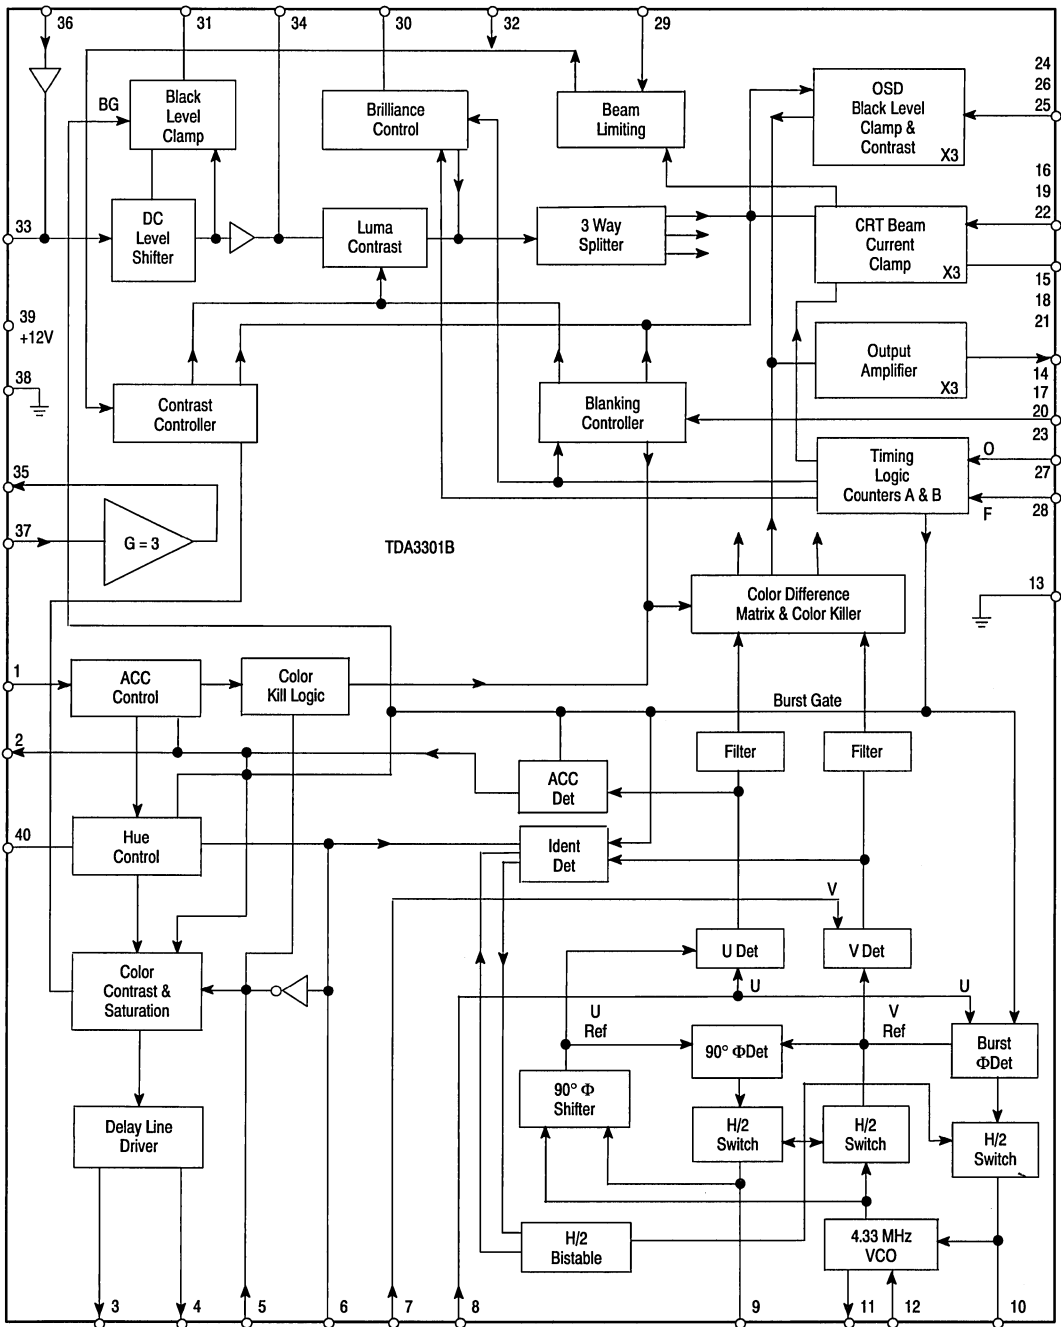 36
31
34
30
32
29
24
26
25
BG
Black
Level
Clamp
Brilliance
Control
Beam
Limiting
OSD
Black Level
Clamp &
Contrast
X3
16
19
22
33
DC
Level
Shifter
Luma
Contrast
3 Way
Splitter
CRT Beam
Current
Clamp
X3
15
18
21
39
+12V
38
Output
Amplifier
X3
14
17
20
Contrast
Controller
Blanking
Controller
23
35
Timing
Logic
Counters A & B
O
27
F
28
37
G = 3
TDA3301B
13
Color Difference
Matrix & Color Killer
1
ACC
Control
Color
Kill Logic
Burst Gate
2
Filter
Filter
ACC
Det
40
Hue
Control
Ident
Det
V
U Det
V Det
Color
Contrast &
Saturation
U
U
U
Ref
V
Ref
90° ΦDet
Burst
ΦDet
90° Φ
Shifter
Delay Line
Driver
H/2
Switch
H/2
Switch
H/2
Switch
H/2
Bistable
4.33 MHz
VCO
3
4
5
6
7
8
9
11
12
10